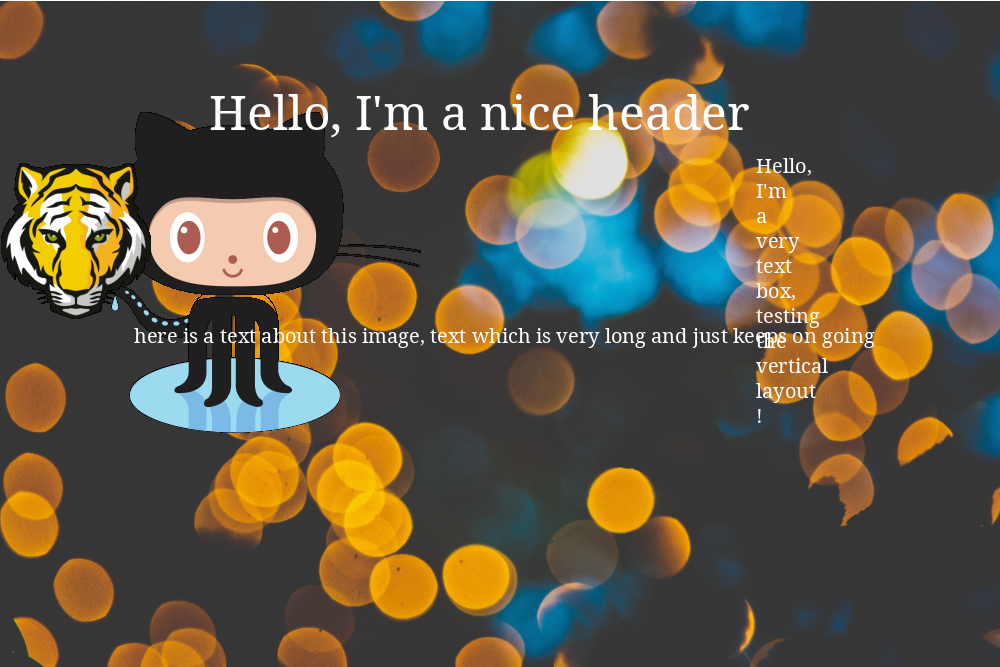 Hello, I'm a nice header
Hello,
I'm
a
very
text
box,
testing
the
vertical
layout
!
here is a text about this image, text which is very long and just keeps on going